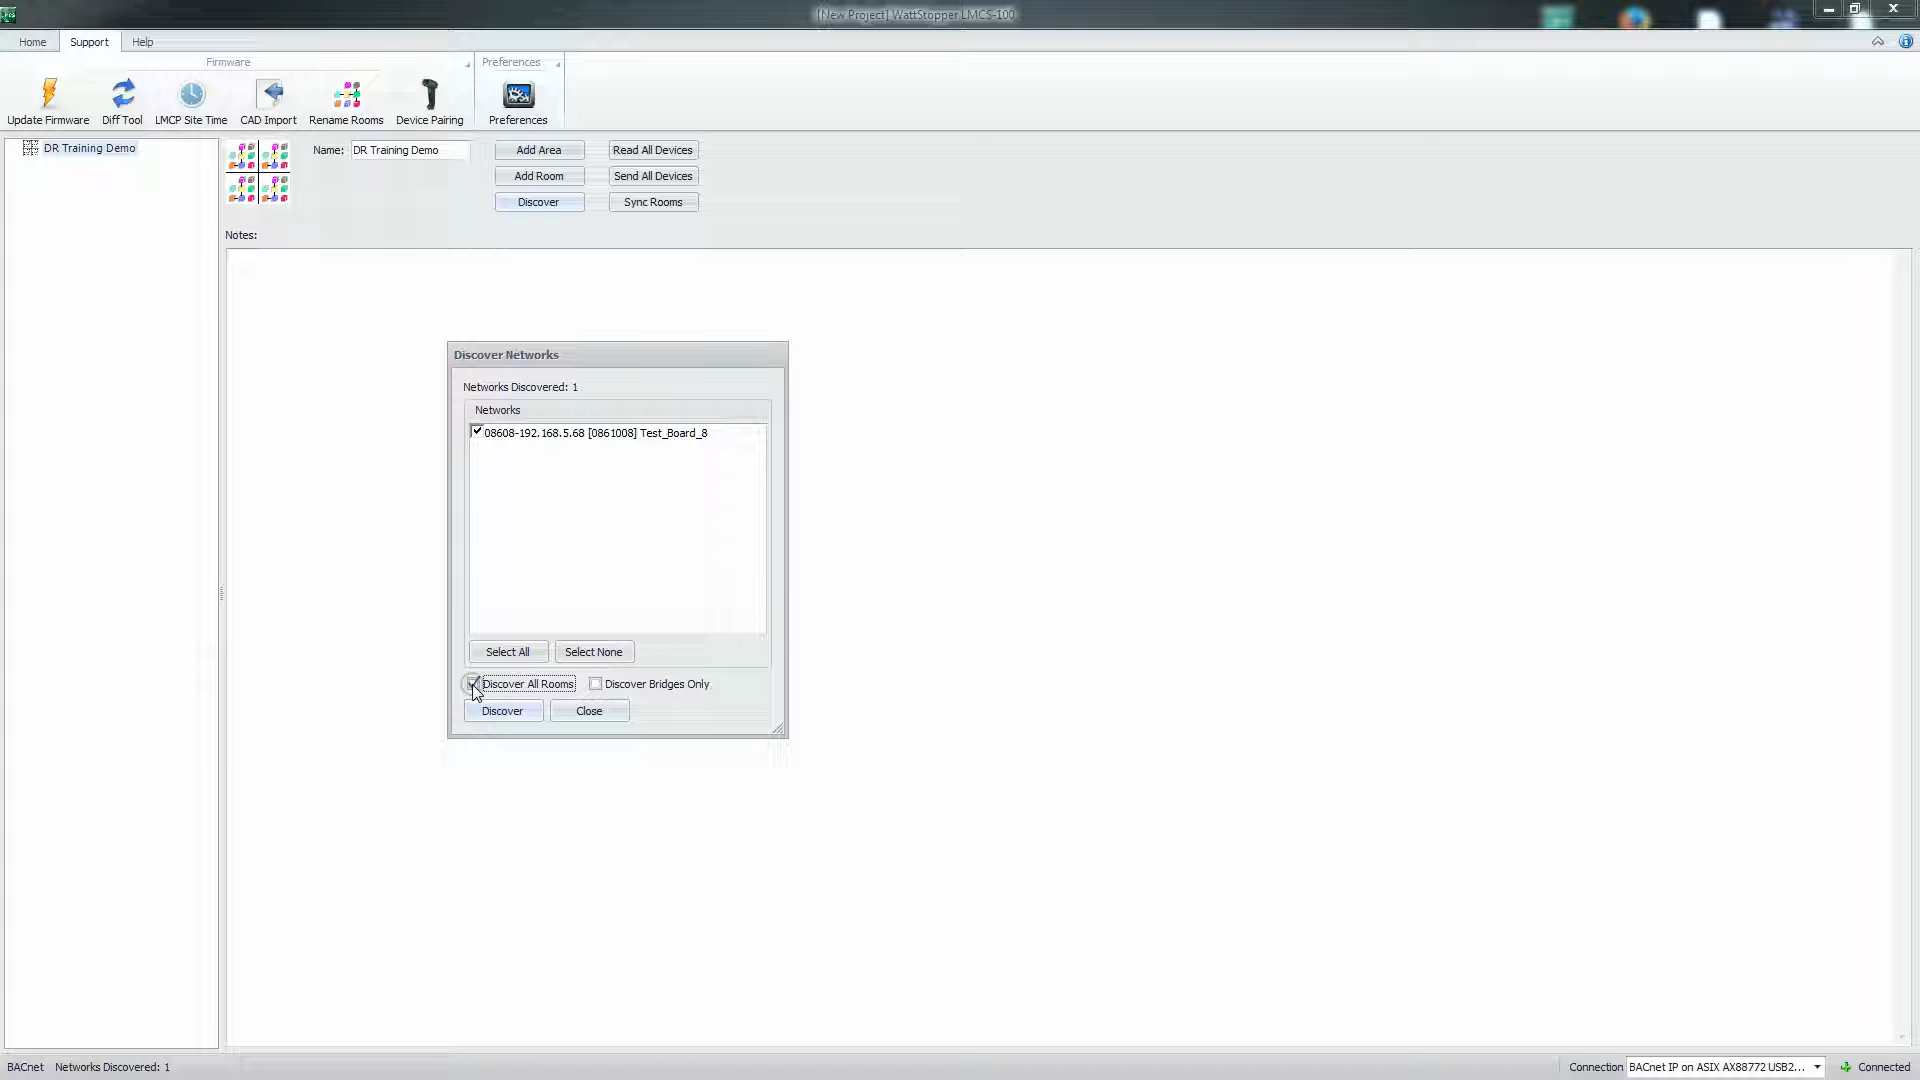 [New Project] WattStopper LMCS-100
Home Support Help
Firmware Preferences
Update Firmware Diff Tool LMCP Site Time CAD Import Rename Rooms Device Pairing Preferences
DR Training Demo
Name: DR Training Demo Add Area Read All Devices
Add Room Send All Devices
Discover Sync Rooms
Notes:
Discover Networks
Networks Discovered: 1
Networks
08608-192.168.5.68 [0861008] Test_Board_8
Select All Select None
Discover All Rooms Discover Bridges Only
Discover Close
BACnet Networks Discovered: 1 Connection BACnet IP on ASIX AX88772 USB2... Connected